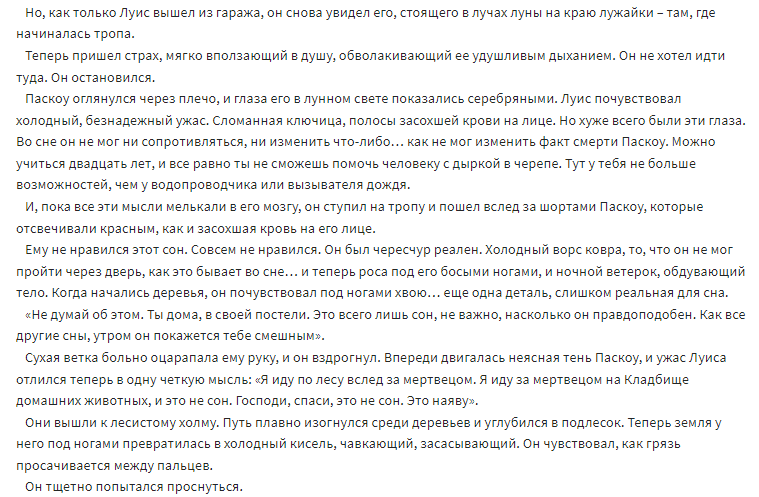 Но, как только Луис вышел из гаража, он снова увидел его, стоящего в лучах луны на краю лужайки – там, где
начиналась тропа.
Теперь пришел страх, мягко вползающий в душу, обволакивающий ее удушливым дыханием. Он не хотел идти
туда. Он остановился.
Паскоу оглянулся через плечо, и глаза его в лунном свете показались серебряными. Луис почувствовал
холодный, безнадежный ужас. Сломанная ключица, полосы засохшей крови на лице. Но хуже всего были эти глаза.
Во сне он не мог ни сопротивляться, ни изменить что-либо… как не мог изменить факт смерти Паскоу. Можно
учиться двадцать лет, и все равно ты не сможешь помочь человеку с дыркой в черепе. Тут у тебя не больше
возможностей, чем у водопроводчика или вызывателя дождя.
И, пока все эти мысли мелькали в его мозгу, он ступил на тропу и пошел вслед за шортами Паскоу, которые
отсвечивали красным, как и засохшая кровь на его лице.
Ему не нравился этот сон. Совсем не нравился. Он был чересчур реален. Холодный ворс ковра, то, что он не мог
пройти через дверь, как это бывает во сне… и теперь роса под его босыми ногами, и ночной ветерок, обдувающий
тело. Когда начались деревья, он почувствовал под ногами хвою… еще одна деталь, слишком реальная для сна.
«Не думай об этом. Ты дома, в своей постели. Это всего лишь сон, не важно, насколько он правдоподобен. Как все
другие сны, утром он покажется тебе смешным».
Сухая ветка больно оцарапала ему руку, и он вздрогнул. Впереди двигалась неясная тень Паскоу, и ужас Луиса
отлился теперь в одну четкую мысль: «Я иду по лесу вслед за мертвецом. Я иду за мертвецом на Кладбище
домашних животных, и это не сон. Господи, спаси, это не сон. Это наяву».
Они вышли к лесистому холму. Путь плавно изогнулся среди деревьев и углубился в подлесок. Теперь земля у
него под ногами превратилась в холодный кисель, чавкающий, засасывающий. Он чувствовал, как грязь
просачивается между пальцев.
Он тщетно попытался проснуться.